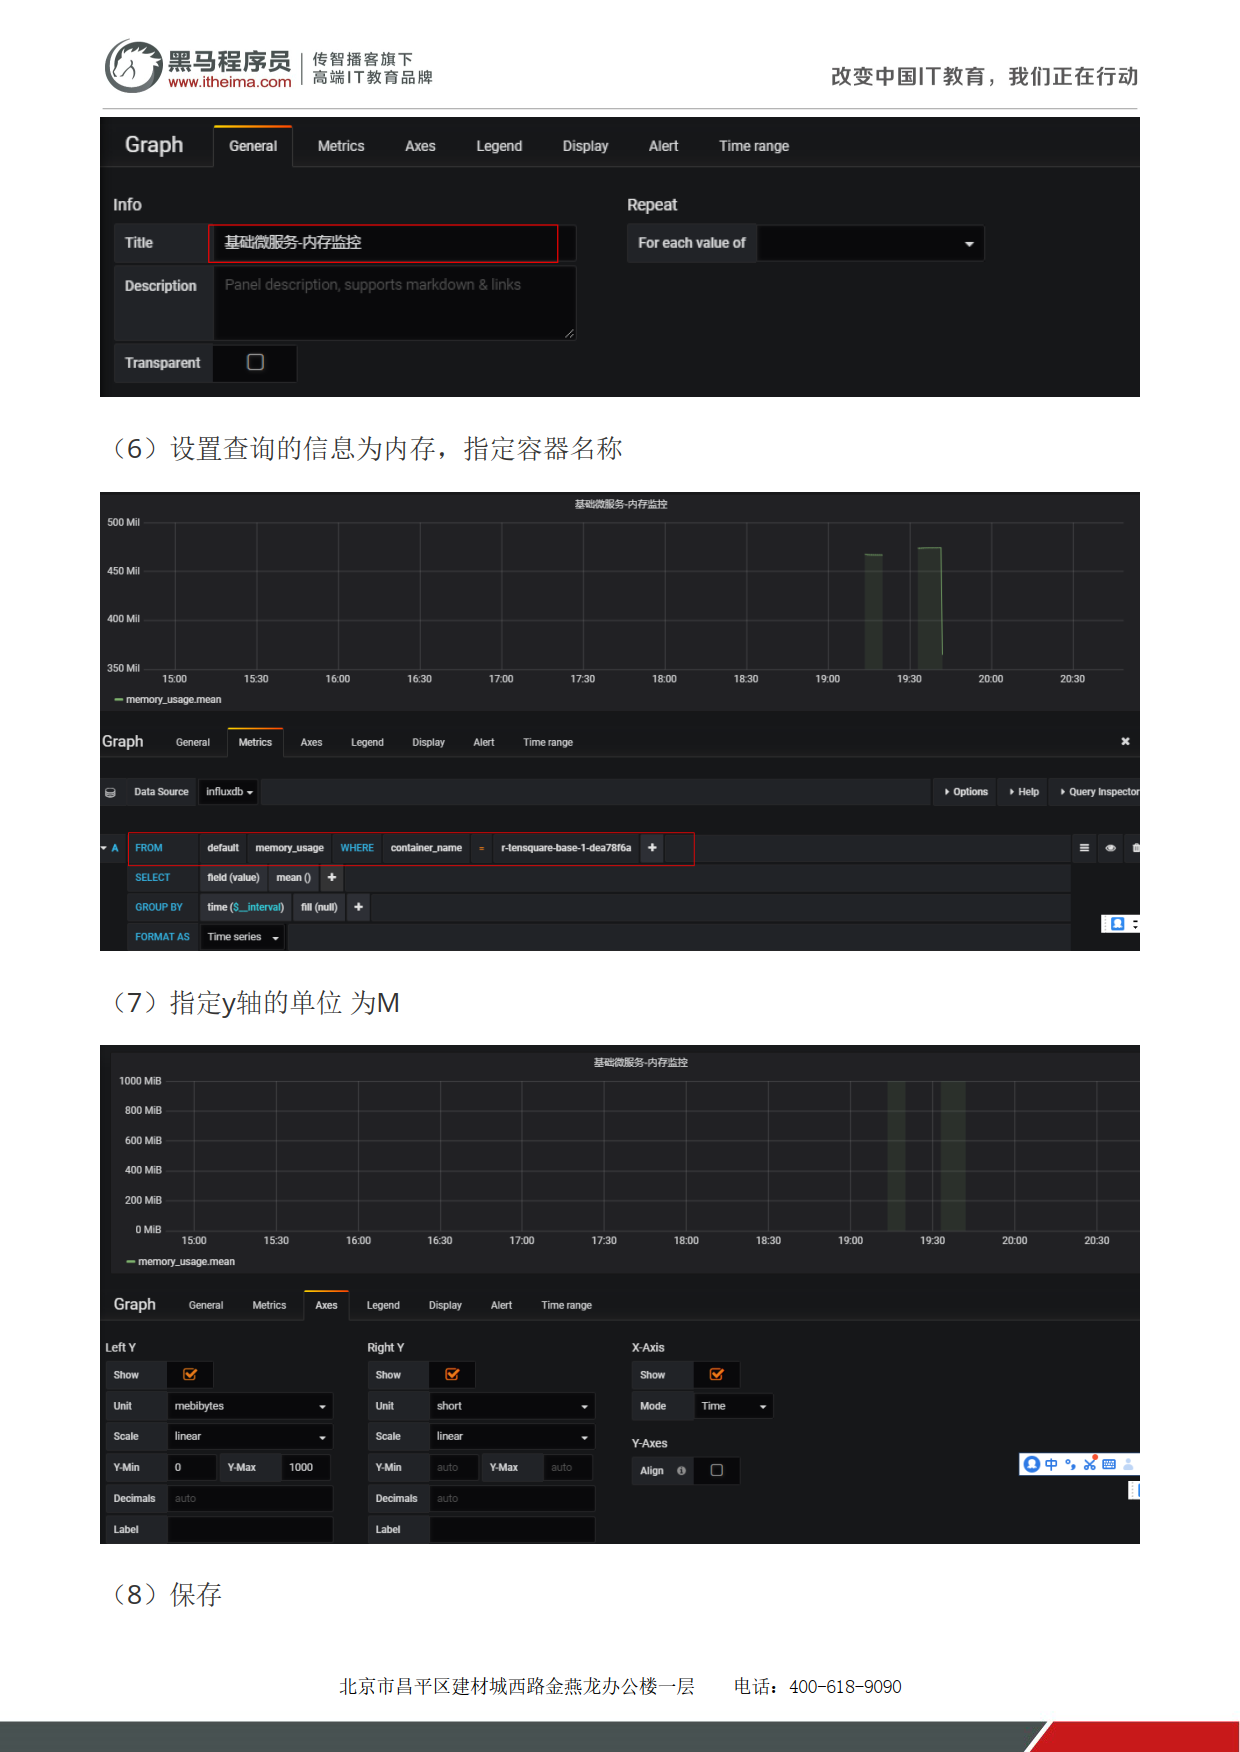 黑马程序员 传智播客旗下
www.itheima.com 高端IT教育品牌
改变中国IT教育，我们正在行动
Graph General Metrics Axes Legend Display Alert Time range
Info Repeat
Title 基础微服务-内存监控 For each value of
Description Panel description, supports markdown & links
Transparent
（6）设置查询的信息为内存，指定容器名称
基础微服务-内存监控
500 Mil
450 Mil
400 Mil
350 Mil
15:00 15:30 16:00 16:30 17:00 17:30 18:00 18:30 19:00 19:30 20:00 20:30
memory_usage.mean
Graph General Metrics Axes Legend Display Alert Time range
Data Source influxdb Options Help Query Inspector
A FROM default memory_usage WHERE container_name = r-tensquare-base-1-dea78f6a +
SELECT field (value) mean () +
GROUP BY time ($__interval) fill (null) +
FORMAT AS Time series
（7）指定y轴的单位 为M
基础微服务-内存监控
1000 MiB
800 MiB
600 MiB
400 MiB
200 MiB
0 MiB
15:00 15:30 16:00 16:30 17:00 17:30 18:00 18:30 19:00 19:30 20:00 20:30
memory_usage.mean
Graph General Metrics Axes Legend Display Alert Time range
Left Y Right Y X-Axis
Show Show Show
Unit mebibytes Unit short Mode Time
Scale linear Scale linear Y-Axes
Y-Min 0 Y-Max 1000 Y-Min auto Y-Max auto Align
中
Decimals auto Decimals auto
Label Label
（8）保存
北京市昌平区建材城西路金燕龙办公楼一层 电话：400-618-9090